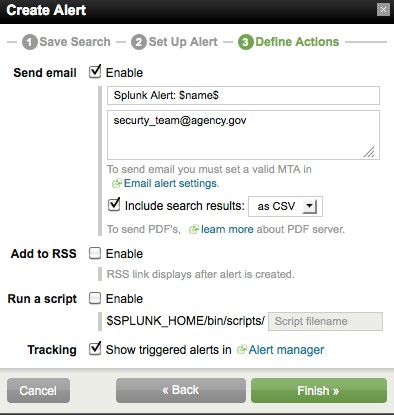 Create Alert
1 Save Search 2 Set Up Alert 3 Define Actions
Send email Enable
Splunk Alert: $name$
securty_team@agency.gov
To send email you must set a valid MTA in
Email alert settings.
Include search results: as CSV
To send PDF's, learn more about PDF server.
Add to RSS Enable
RSS link displays after alert is created.
Run a script Enable
$SPLUNK_HOME/bin/scripts/ Script filename
Tracking Show triggered alerts in Alert manager
Cancel « Back Finish »